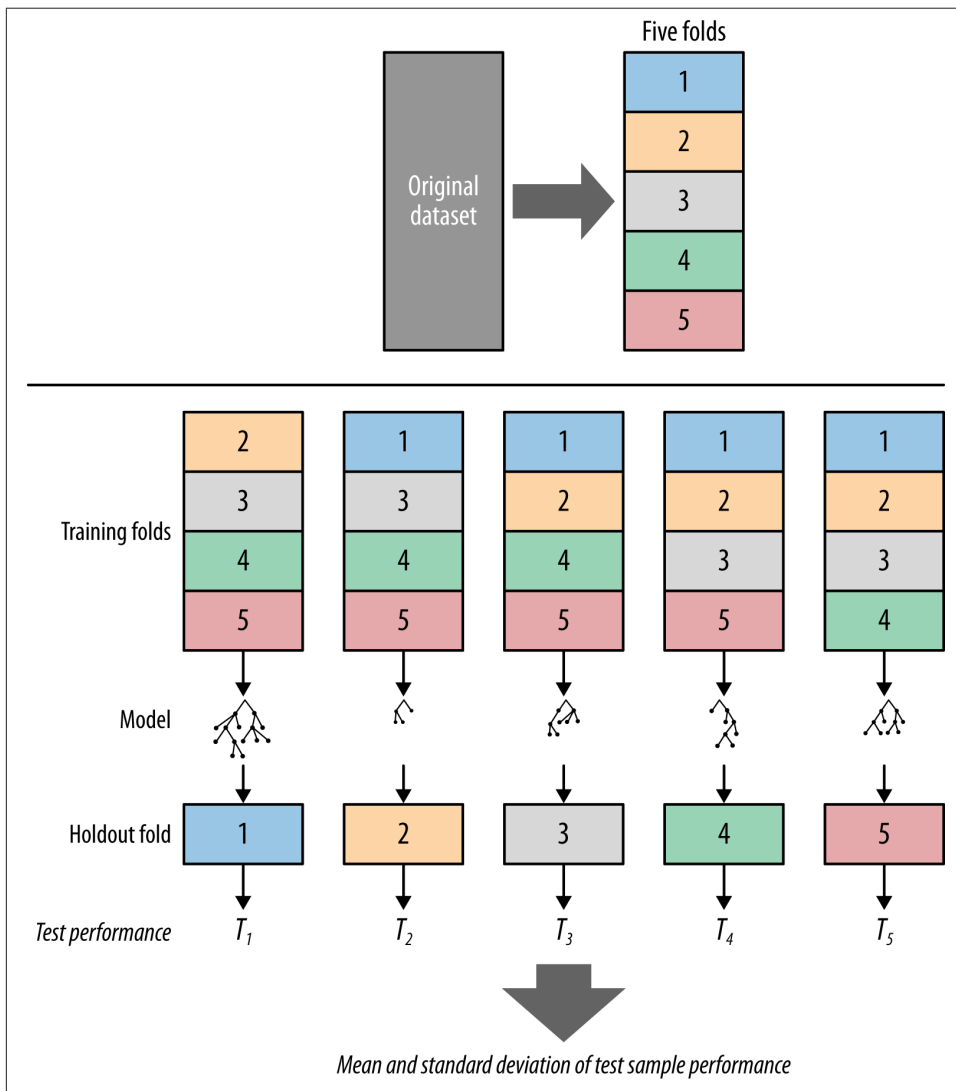 Five folds
1
2
3
4
5
Original
dataset
2
1
1
1
1
3
3
2
2
2
Training folds
4
4
4
3
3
5
5
5
5
4
Model
Holdout fold
1
2
3
4
5
Test performance
T1
T2
T3
T4
T5
Mean and standard deviation of test sample performance